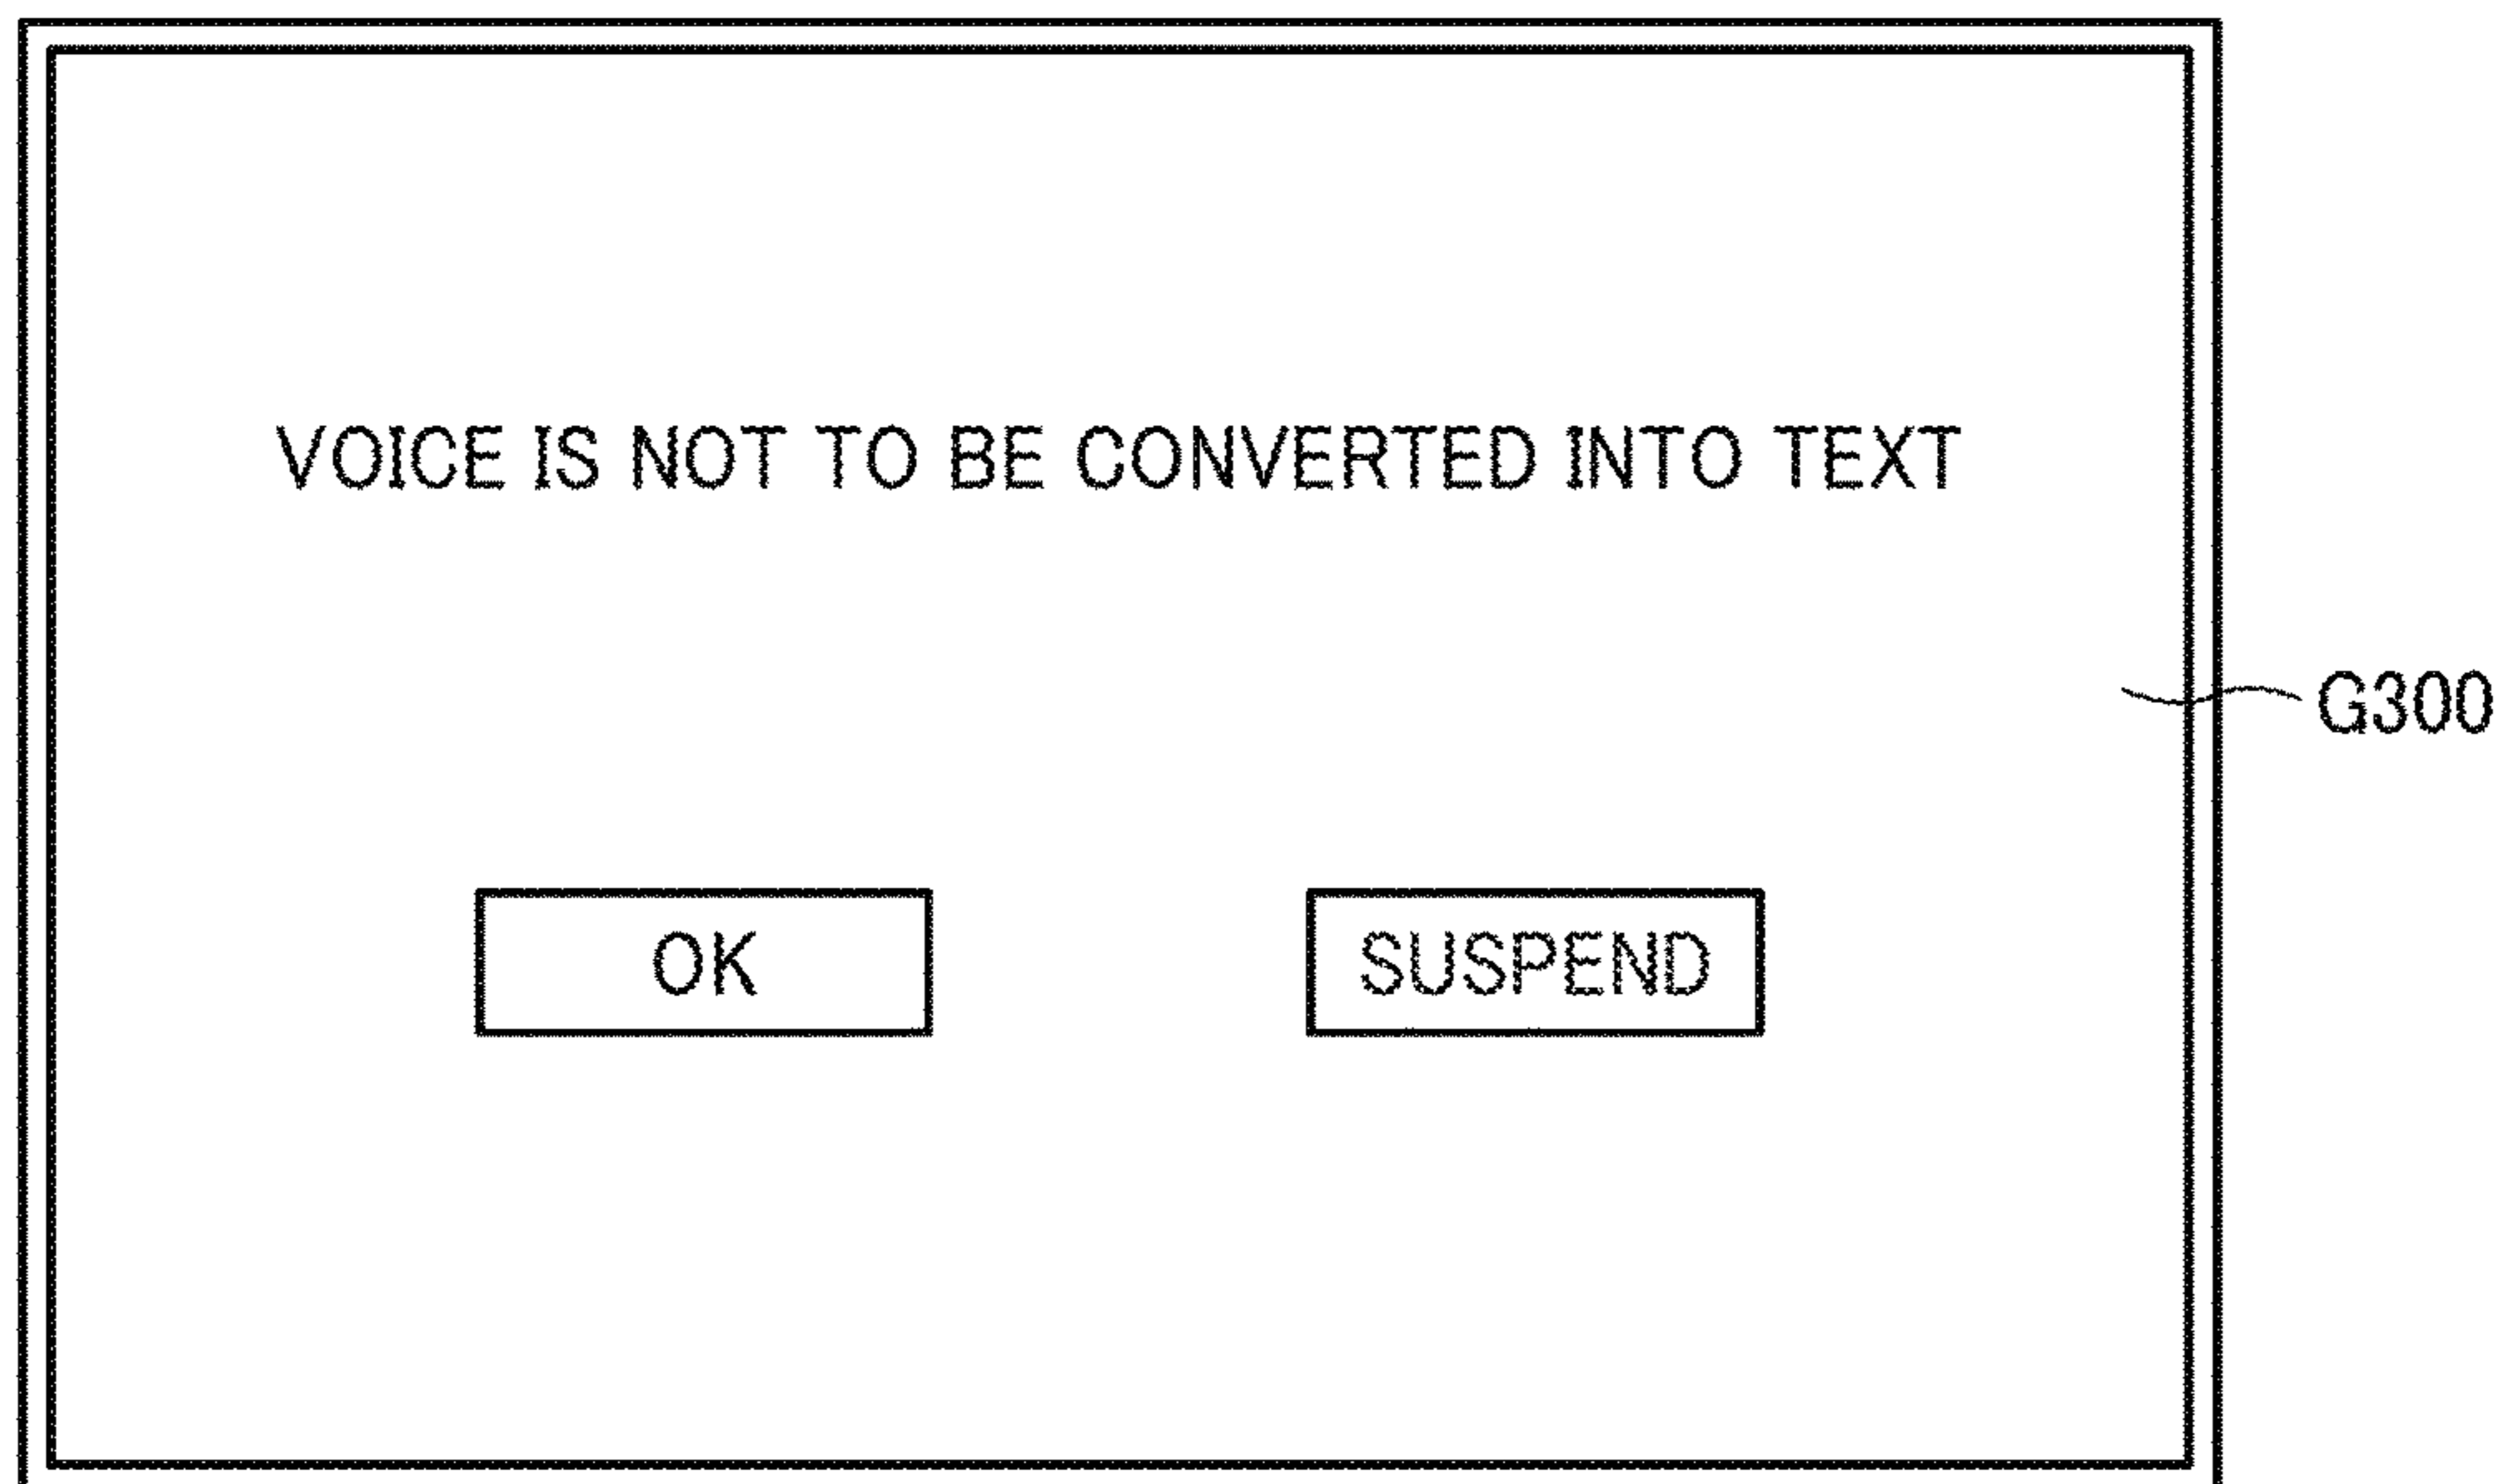 VOICE IS NOT TO BE CONVERTED INTO TEXT
G300
OK
SUSPEND